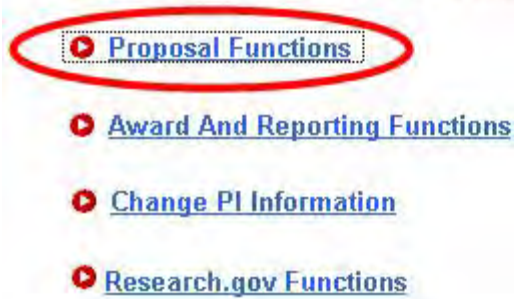 Proposal Functions
Award And Reporting Functions
Change PI Information
Research.gov Functions